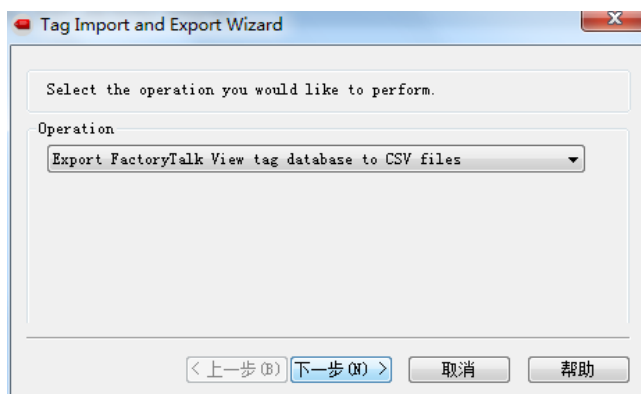 Tag Import and Export Wizard
Select the operation you would like to perform.
Operation
Export FactoryTalk View tag database to CSV files
< 上一步(B) 下一步(N) > 取消 帮助